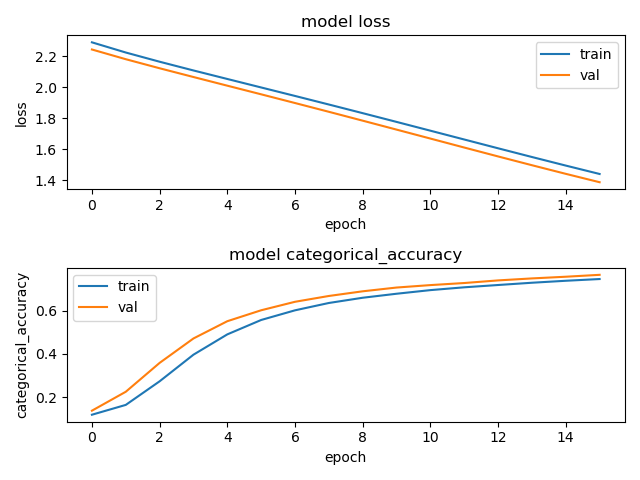 model loss
2.2
2.0
1.8
1.6
1.4
loss
train
val
0 2 4 6 8 10 12 14
epoch
model categorical_accuracy
0.6
0.4
0.2
categorical_accuracy
train
val
0 2 4 6 8 10 12 14
epoch